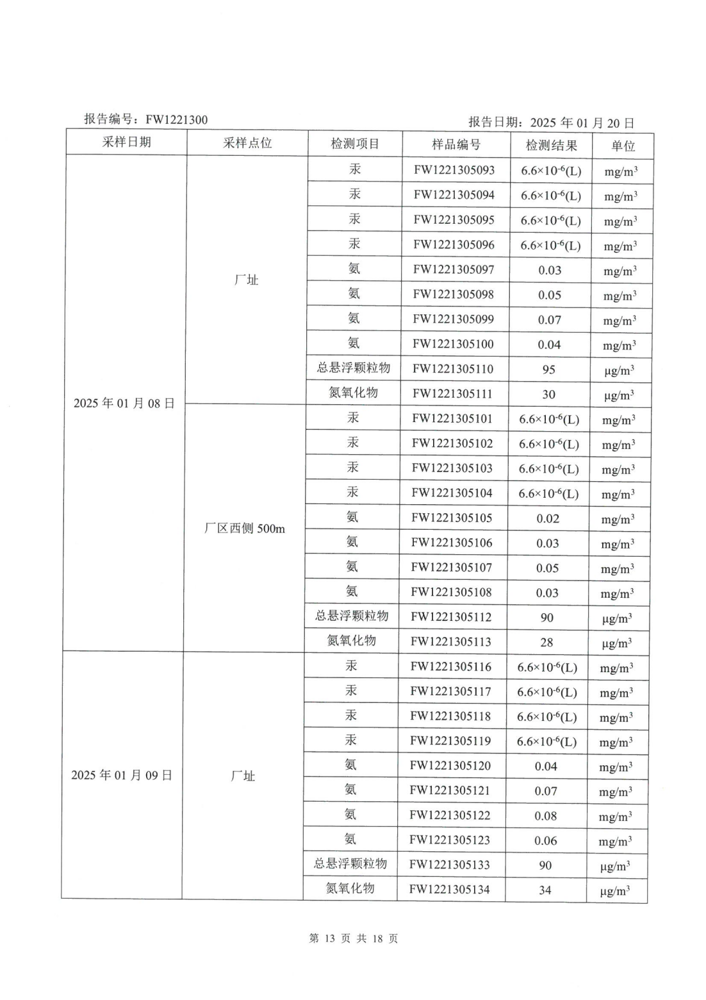 报告编号：FW1221300
报告日期：2025 年 01 月 20 日
采样日期 采样点位 检测项目 样品编号 检测结果 单位
2025 年 01 月 08 日 厂址 汞 FW1221305093 6.6×10⁻⁶(L) mg/m³
汞 FW1221305094 6.6×10⁻⁶(L) mg/m³
汞 FW1221305095 6.6×10⁻⁶(L) mg/m³
汞 FW1221305096 6.6×10⁻⁶(L) mg/m³
氨 FW1221305097 0.03 mg/m³
氨 FW1221305098 0.05 mg/m³
氨 FW1221305099 0.07 mg/m³
氨 FW1221305100 0.04 mg/m³
总悬浮颗粒物 FW1221305110 95 μg/m³
氮氧化物 FW1221305111 30 μg/m³
厂区西侧 500m 汞 FW1221305101 6.6×10⁻⁶(L) mg/m³
汞 FW1221305102 6.6×10⁻⁶(L) mg/m³
汞 FW1221305103 6.6×10⁻⁶(L) mg/m³
汞 FW1221305104 6.6×10⁻⁶(L) mg/m³
氨 FW1221305105 0.02 mg/m³
氨 FW1221305106 0.03 mg/m³
氨 FW1221305107 0.05 mg/m³
氨 FW1221305108 0.03 mg/m³
总悬浮颗粒物 FW1221305112 90 μg/m³
氮氧化物 FW1221305113 28 μg/m³
2025 年 01 月 09 日 厂址 汞 FW1221305116 6.6×10⁻⁶(L) mg/m³
汞 FW1221305117 6.6×10⁻⁶(L) mg/m³
汞 FW1221305118 6.6×10⁻⁶(L) mg/m³
汞 FW1221305119 6.6×10⁻⁶(L) mg/m³
氨 FW1221305120 0.04 mg/m³
氨 FW1221305121 0.07 mg/m³
氨 FW1221305122 0.08 mg/m³
氨 FW1221305123 0.06 mg/m³
总悬浮颗粒物 FW1221305133 90 μg/m³
氮氧化物 FW1221305134 34 μg/m³
第 13 页 共 18 页